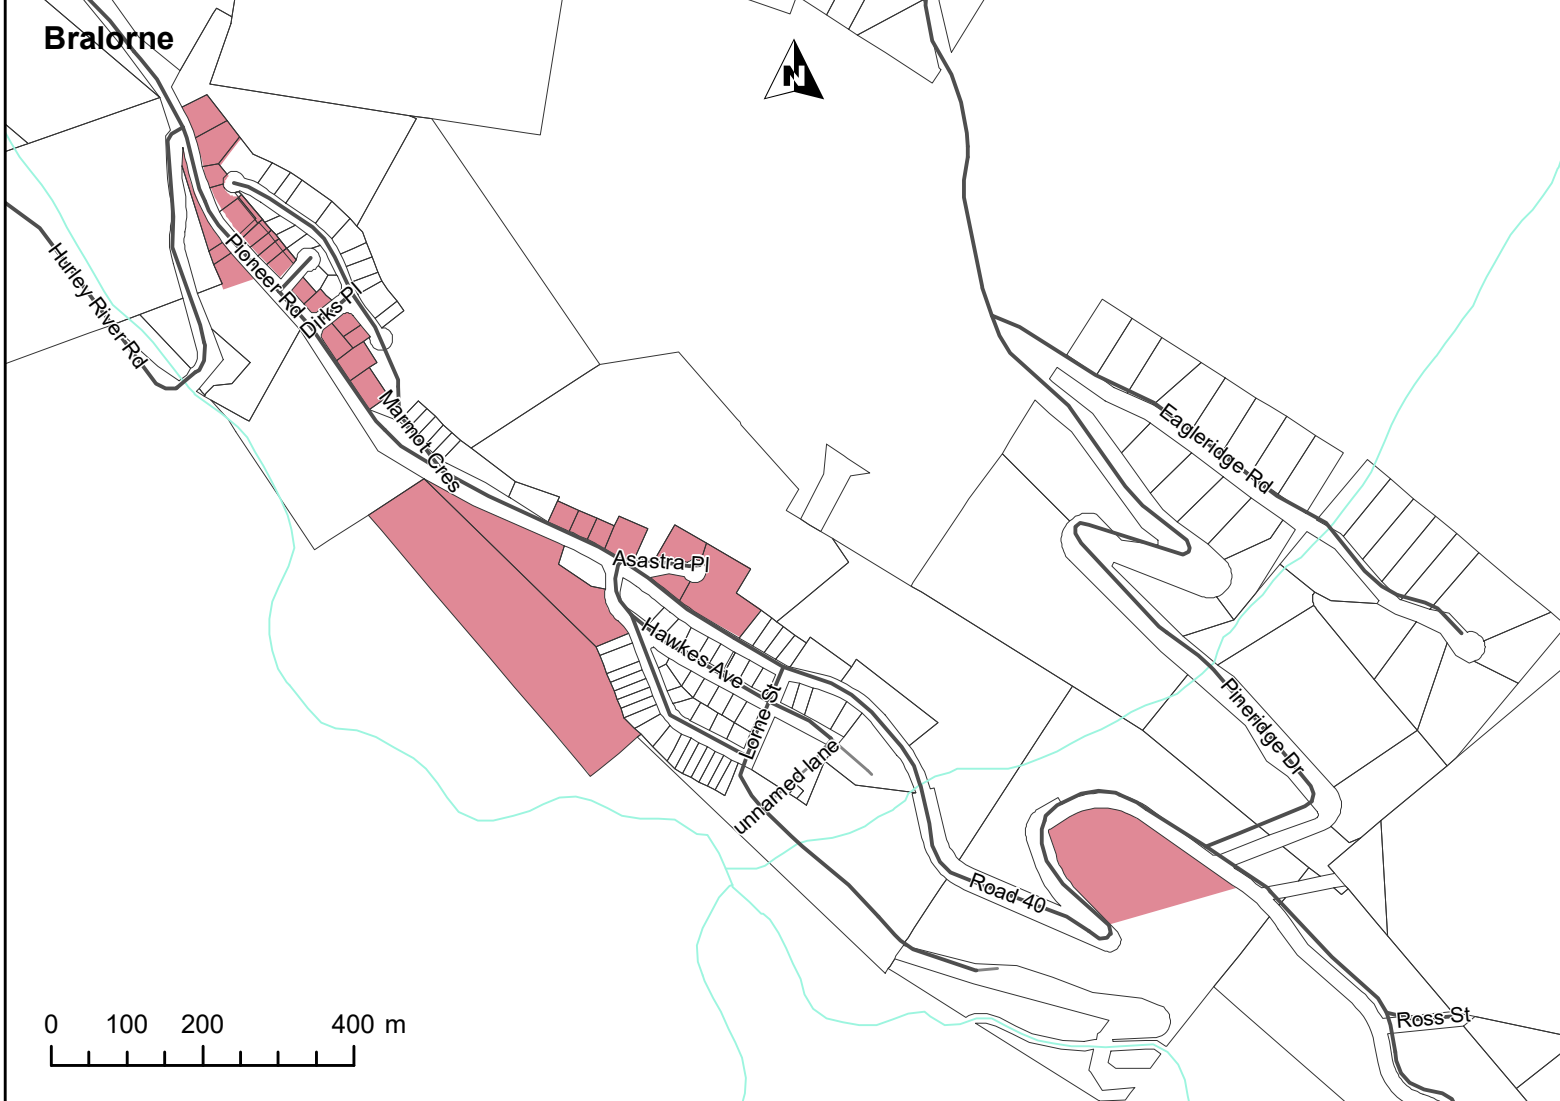 Bralorne
N
Hurley River Rd
Pioneer Rd
Dirks Pl
Marmot Cres
Eagleridge Rd
Asastra Pl
Hawkes Ave
Lorne St
unnamed lane
Pineridge Dr
Road 40
Ross St
0 100 200 400 m